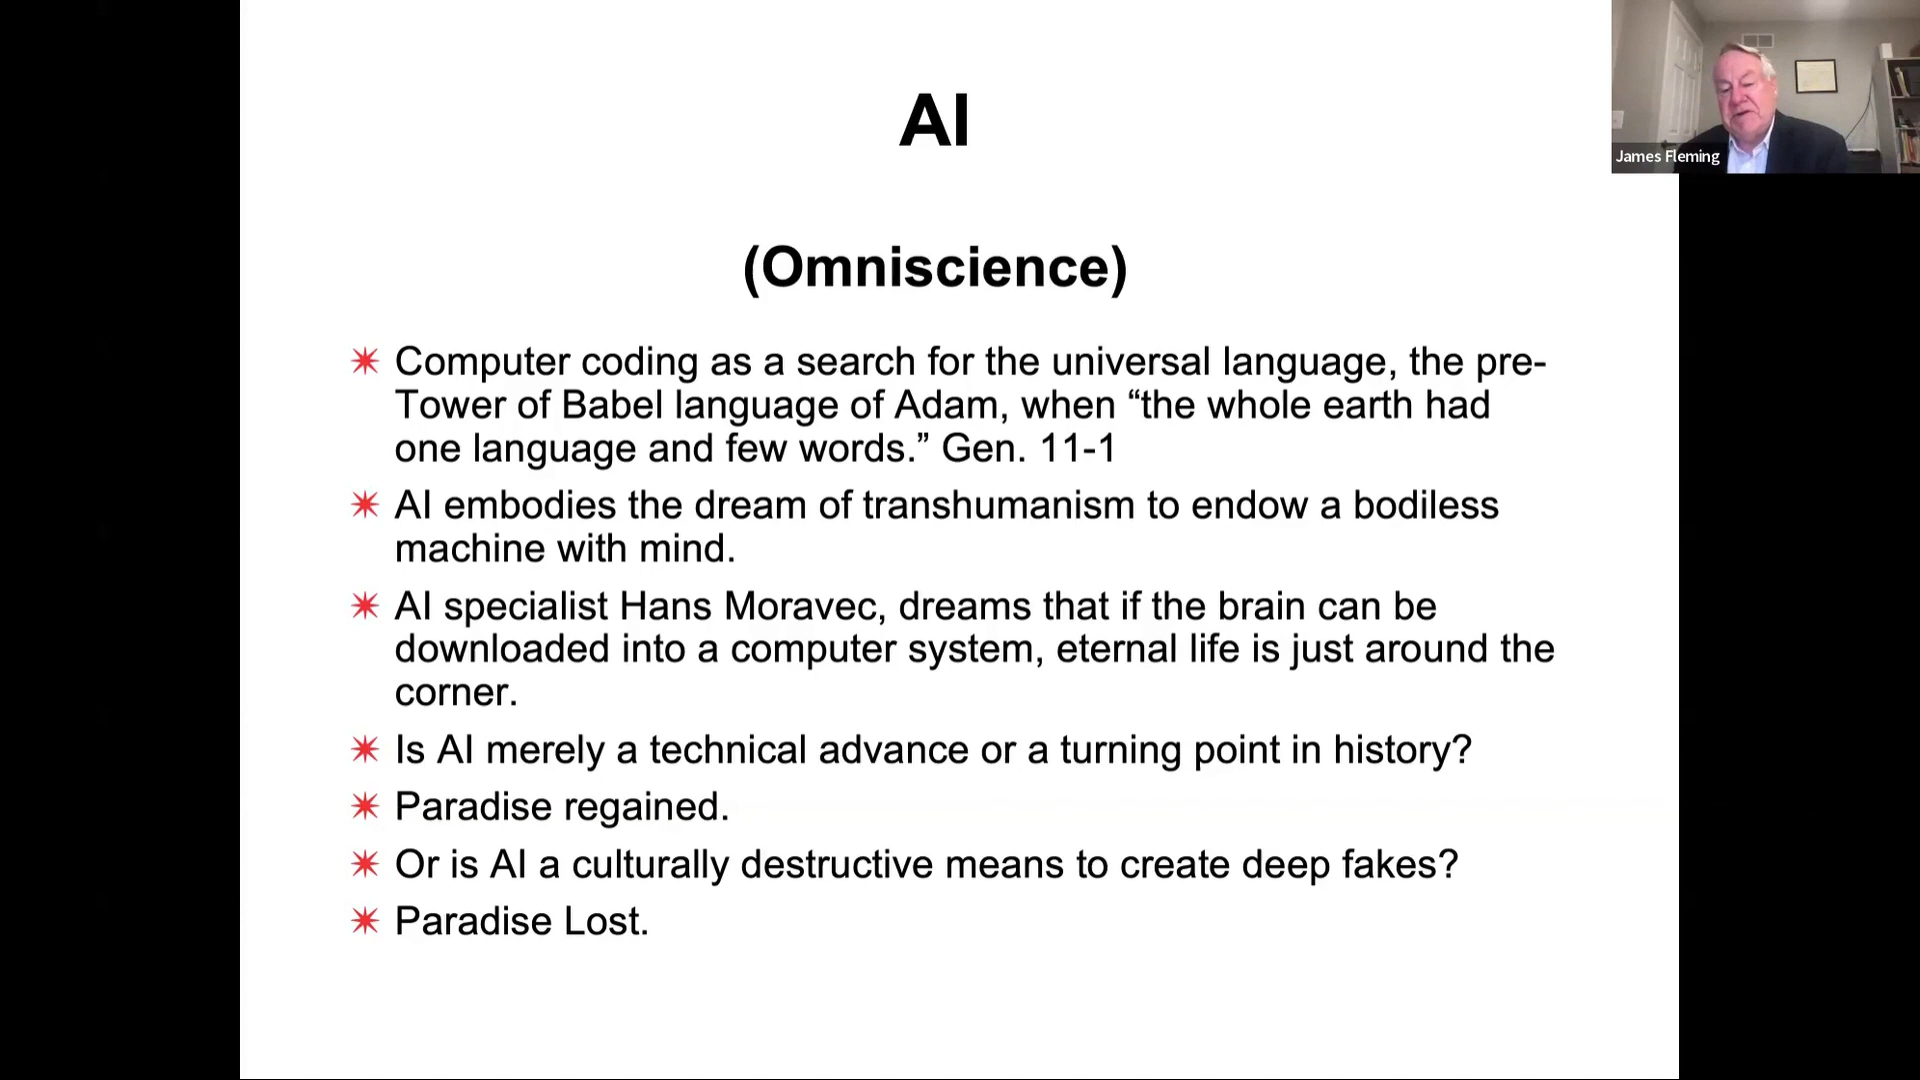 AI
James Fleming
(Omniscience)
Computer coding as a search for the universal language, the pre-
Tower of Babel language of Adam, when “the whole earth had
one language and few words.” Gen. 11-1
AI embodies the dream of transhumanism to endow a bodiless
machine with mind.
AI specialist Hans Moravec, dreams that if the brain can be
downloaded into a computer system, eternal life is just around the
corner.
Is AI merely a technical advance or a turning point in history?
Paradise regained.
Or is AI a culturally destructive means to create deep fakes?
Paradise Lost.